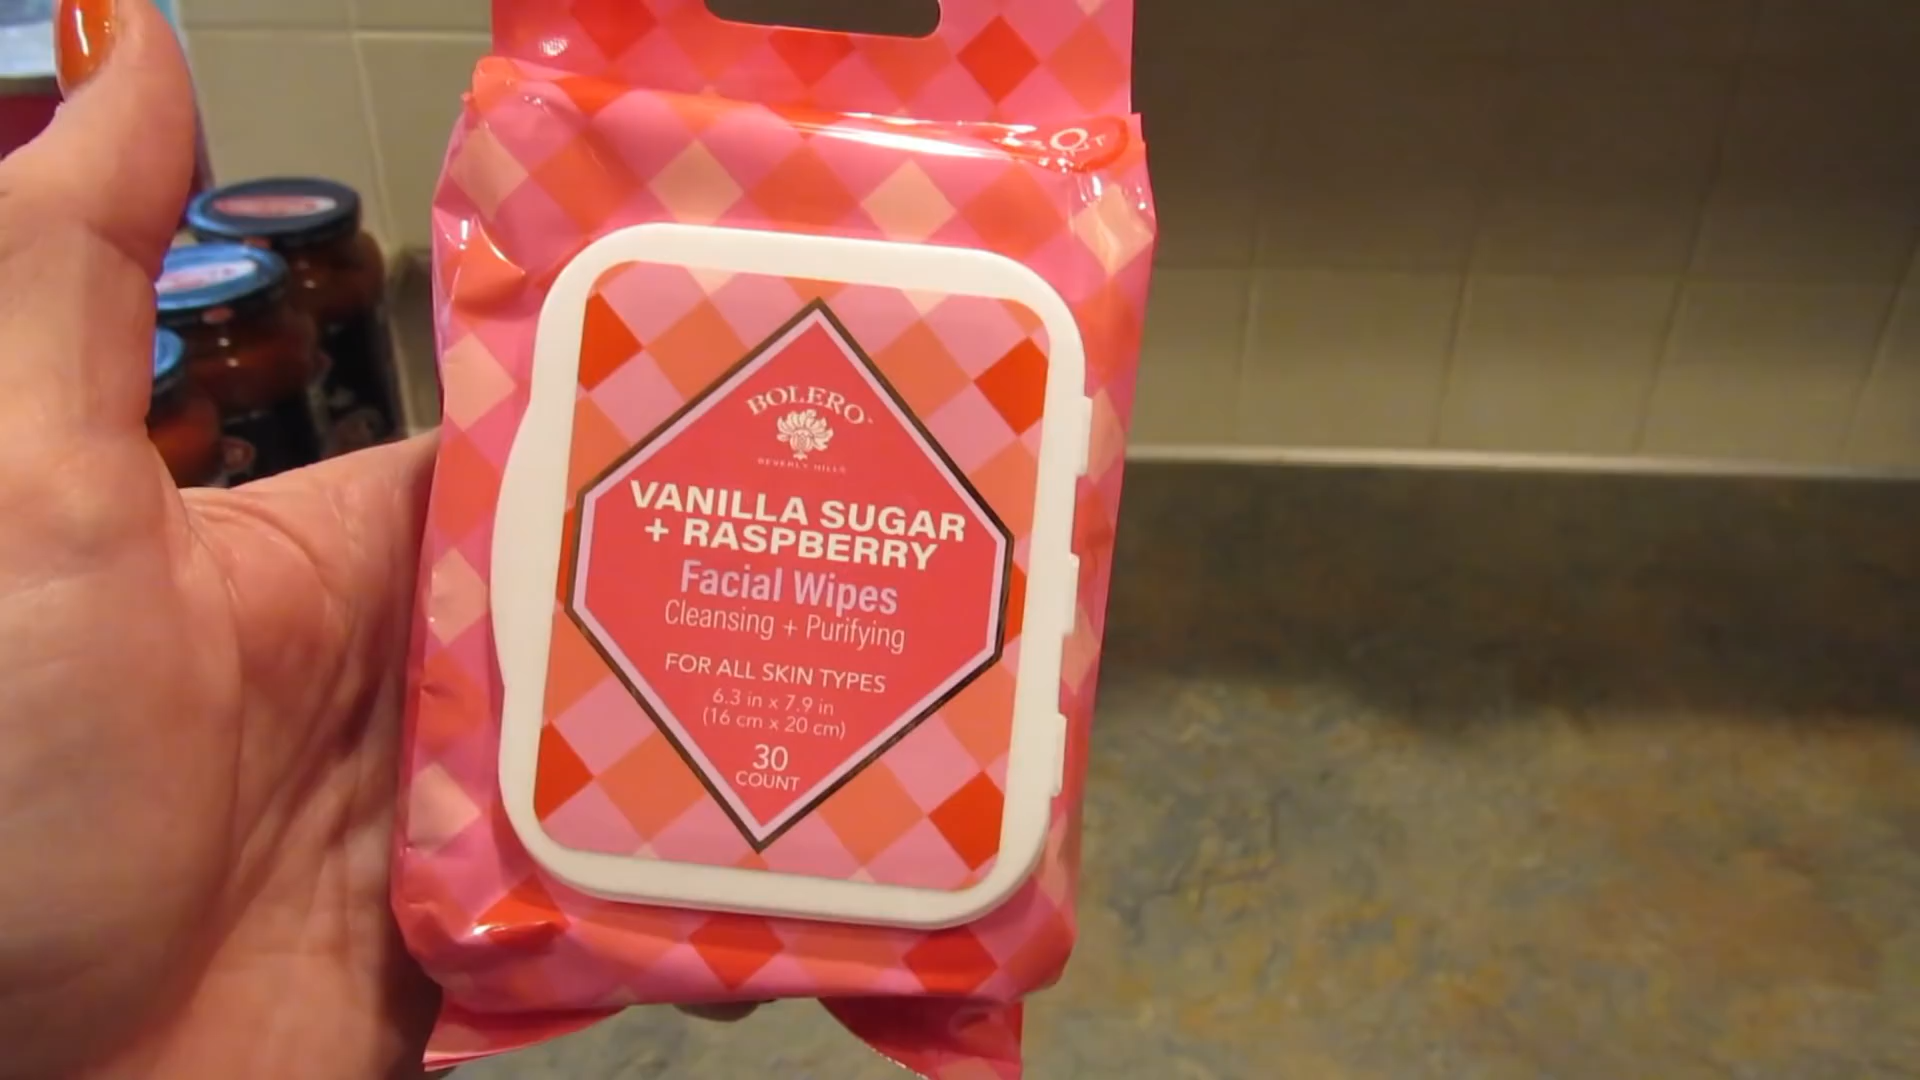 BOLERO™
BEVERLY HILLS
VANILLA SUGAR
+ RASPBERRY
Facial Wipes
Cleansing + Purifying
FOR ALL SKIN TYPES
6.3 in x 7.9 in
(16 cm x 20 cm)
30
COUNT